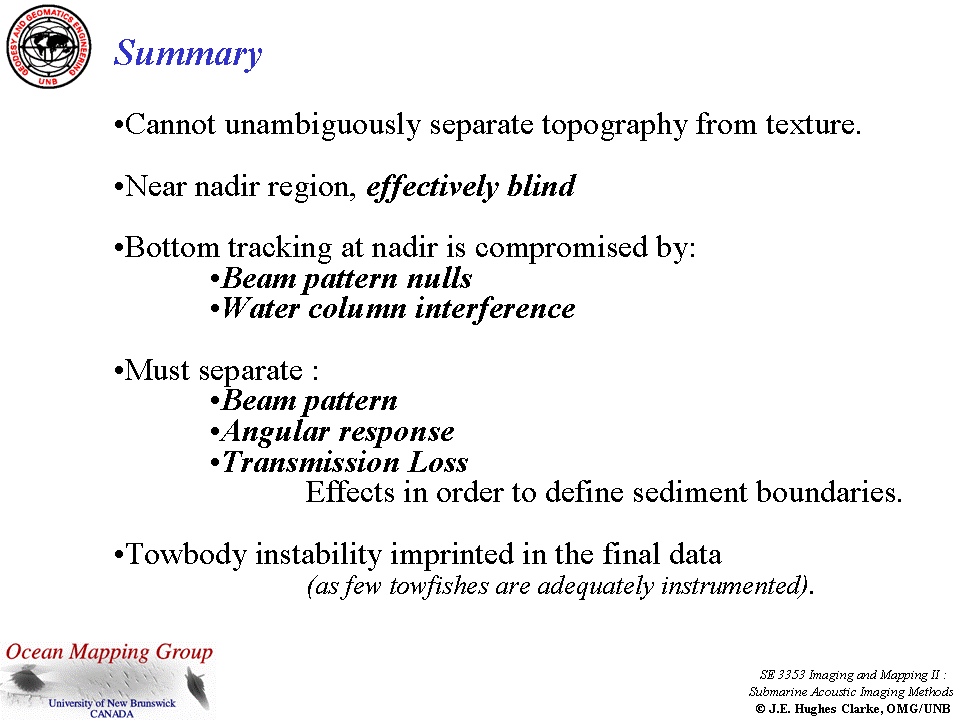 GEODESY AND GEOMATICS ENGINEERING
UNB
Summary
•Cannot unambiguously separate topography from texture.
•Near nadir region, effectively blind
•Bottom tracking at nadir is compromised by:
•Beam pattern nulls
•Water column interference
•Must separate :
•Beam pattern
•Angular response
•Transmission Loss
Effects in order to define sediment boundaries.
•Towbody instability imprinted in the final data
(as few towfishes are adequately instrumented).
Ocean Mapping Group
University of New Brunswick
CANADA
SE 3353 Imaging and Mapping II :
Submarine Acoustic Imaging Methods
© J.E. Hughes Clarke, OMG/UNB